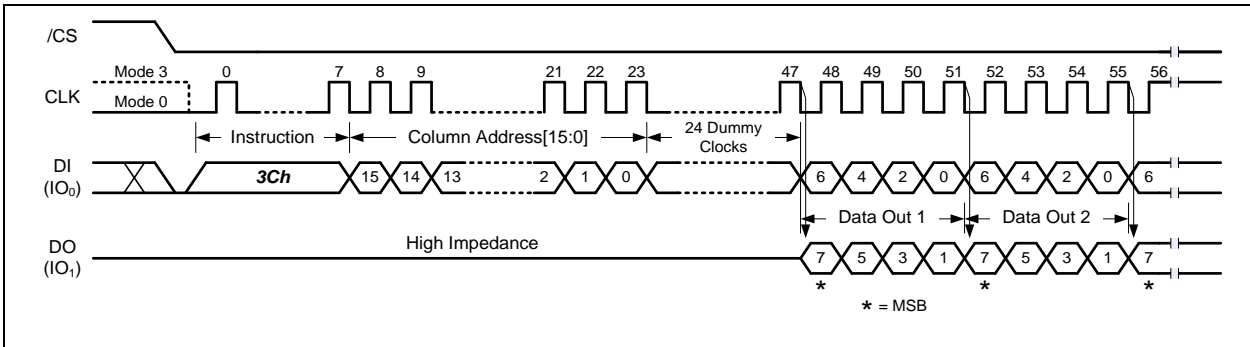 /CS
Mode 3 0 7 8 9 21 22 23 47 48 49 50 51 52 53 54 55 56
CLK
Mode 0
Instruction Column Address[15:0] 24 Dummy
Clocks
DI
(IO0)
3Ch 15 14 13 2 1 0 6 4 2 0 6 4 2 0 6
Data Out 1 Data Out 2
DO
(IO1)
High Impedance 7 5 3 1 7 5 3 1 7
* * *
* = MSB